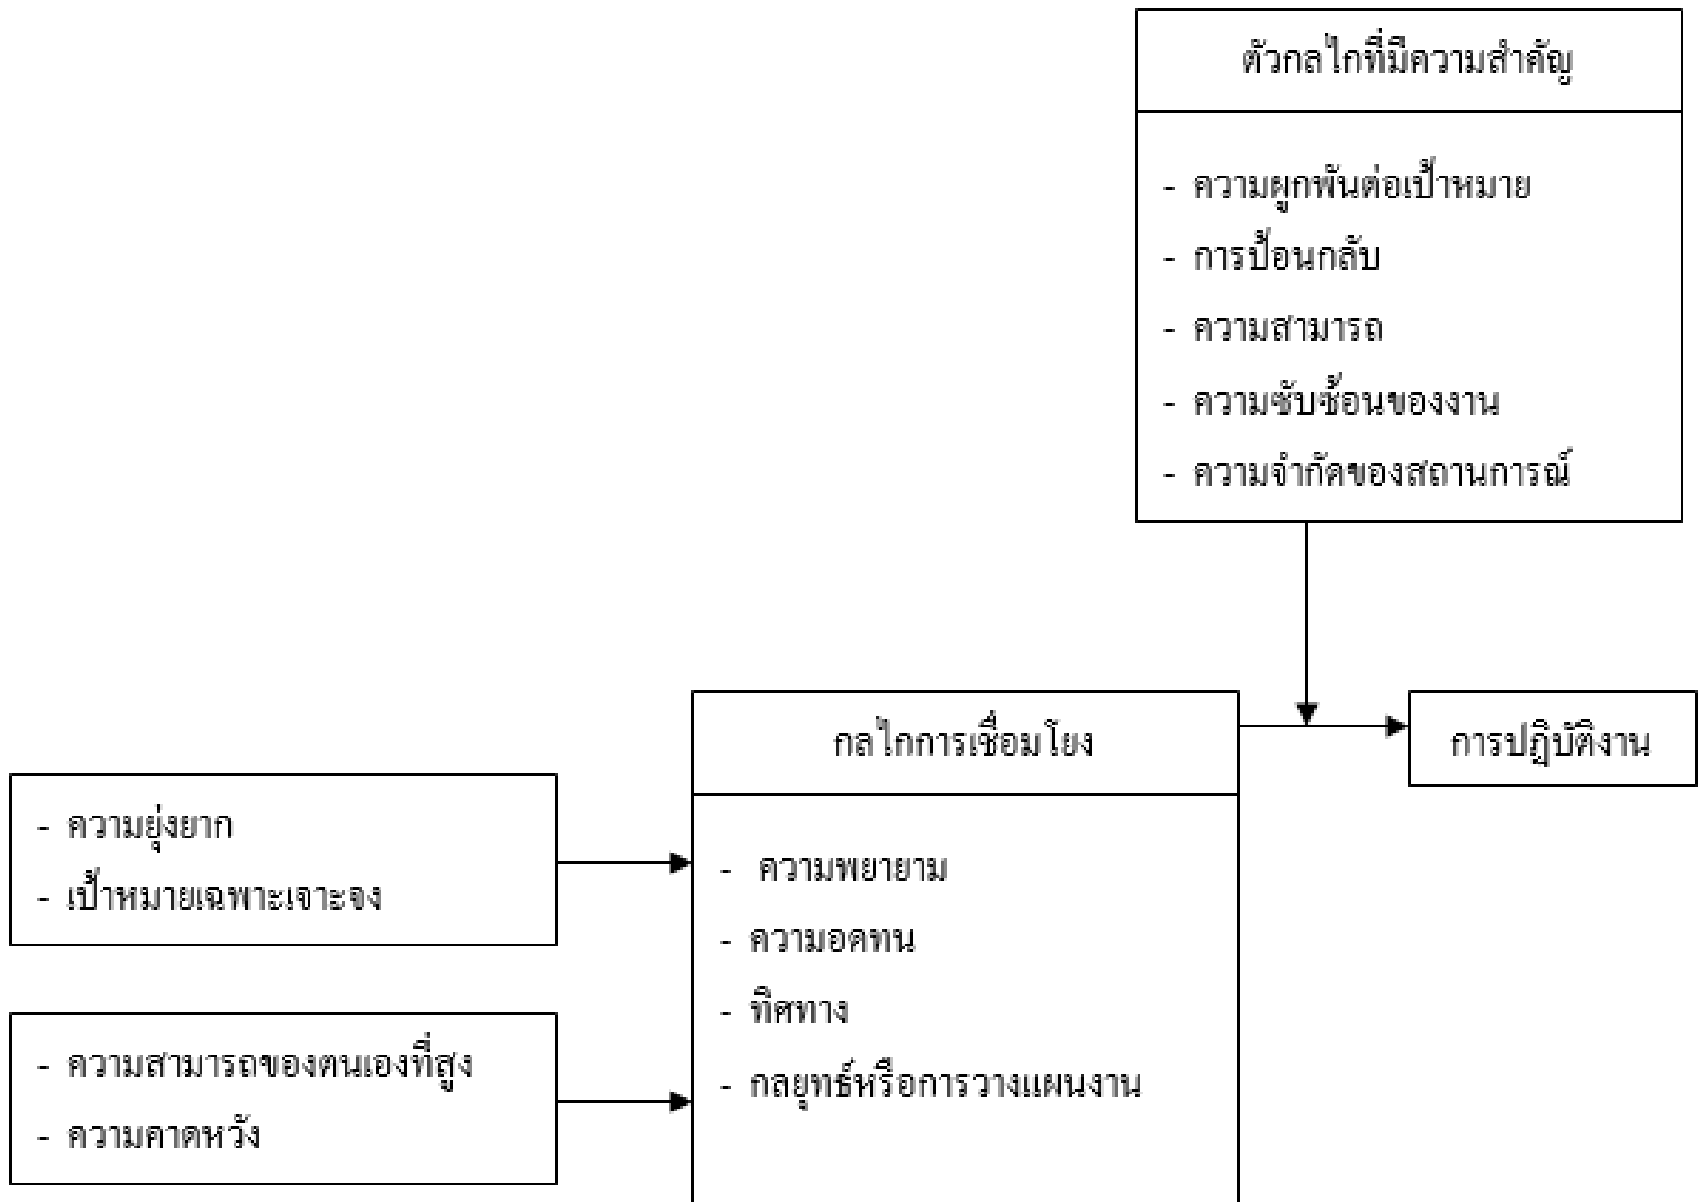 ตัวกลไกที่มีความสำคัญ
- ความผูกพันต่อเป้าหมาย
- การป้อนกลับ
- ความสามารถ
- ความซับซ้อนของงาน
- ความจำกัดของสถานการณ์
กลไกการเชื่อมโยง
- ความพยายาม
- ความอดทน
- ทิศทาง
- กลยุทธ์หรือการวางแผนงาน
การปฏิบัติงาน
- ความยุ่งยาก
- เป้าหมายเฉพาะเจาะจง
- ความสามารถของตนเองที่สูง
- ความคาดหวัง